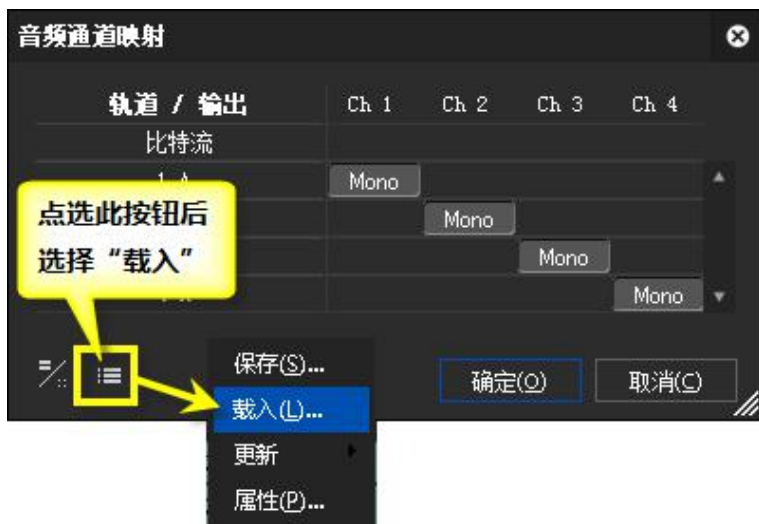 音频通道映射
轨道 / 输出 Ch 1 Ch 2 Ch 3 Ch 4
比特流
Mono
Mono
Mono
Mono
点选此按钮后
选择“载入”
保存(S)...
载入(L)...
更新
属性(P)...
确定(O) 取消(C)